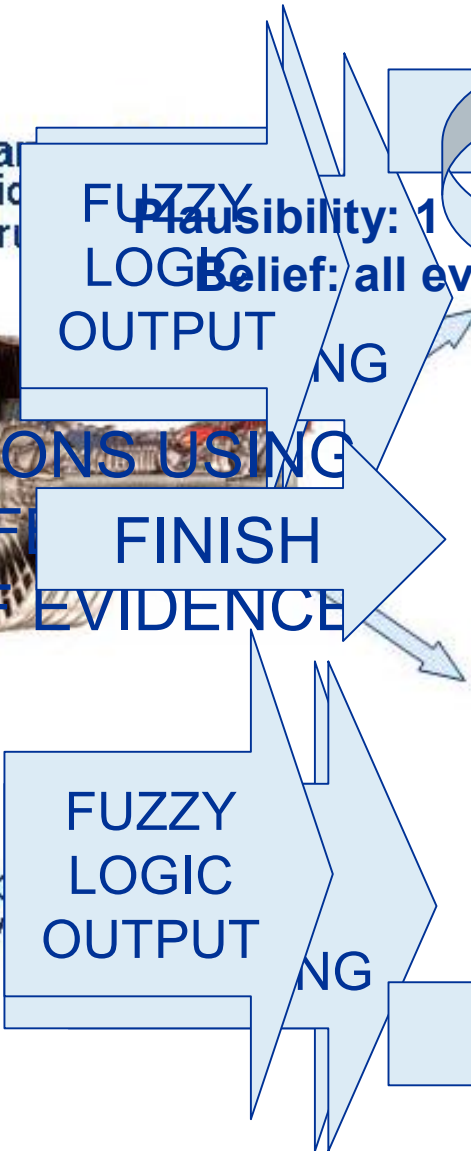 FUZZY
LOGIC
OUTPUT
Plausibility: 1
Belief: all ev
NG
ONS USING
FINISH
F EVIDENCE
FUZZY
LOGIC
OUTPUT
NG